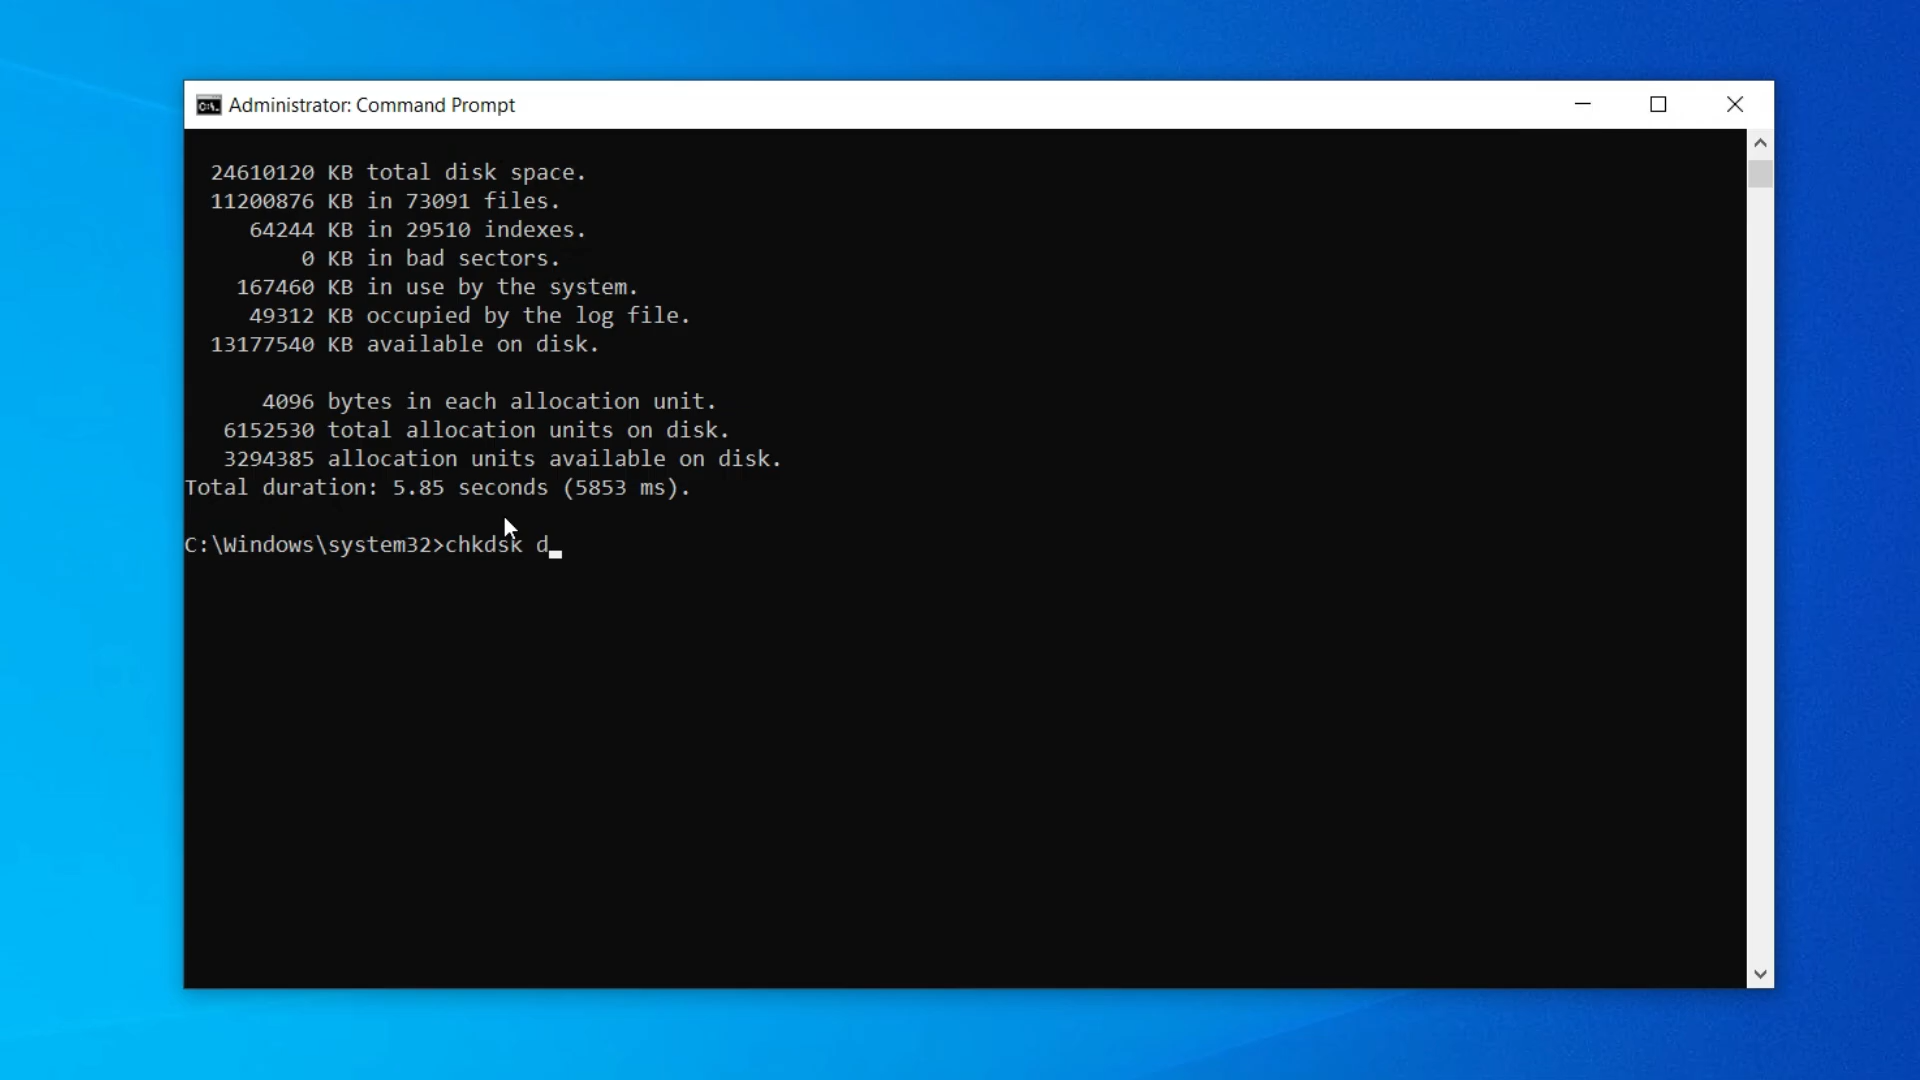 Administrator: Command Prompt
24610120 KB total disk space.
11200876 KB in 73091 files.
64244 KB in 29510 indexes.
0 KB in bad sectors.
167460 KB in use by the system.
49312 KB occupied by the log file.
13177540 KB available on disk.
4096 bytes in each allocation unit.
6152530 total allocation units on disk.
3294385 allocation units available on disk.
Total duration: 5.85 seconds (5853 ms).
C:\Windows\system32>chkdsk d